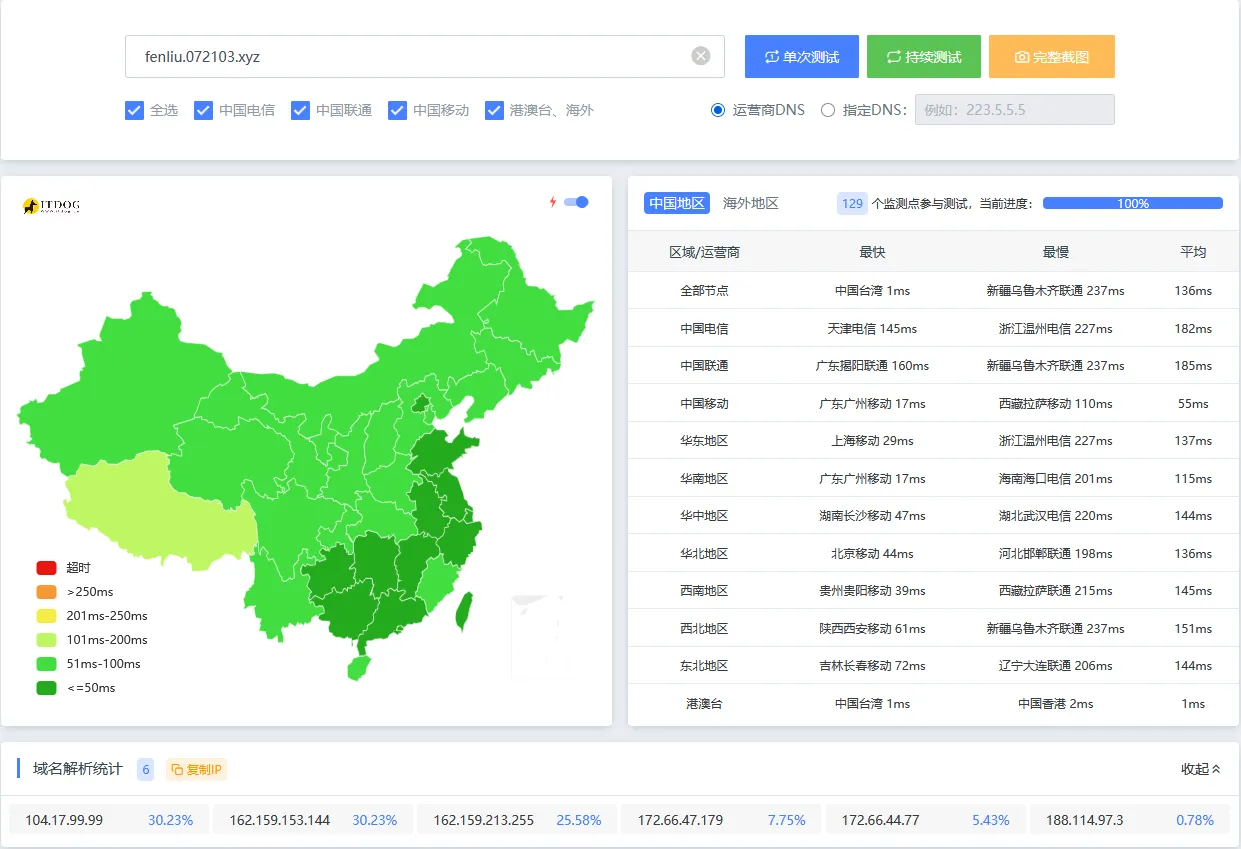 fenliu.072103.xyz 单次测试 持续测试 完整截图
全选 中国电信 中国联通 中国移动 港澳台、海外 运营商DNS 指定DNS: 例如: 223.5.5.5
ITDOG
中国地区 海外地区 129 个监测点参与测试,当前进度: 100%
区域/运营商 最快 最慢 平均
全部节点 中国台湾 1ms 新疆乌鲁木齐联通 237ms 136ms
中国电信 天津电信 145ms 浙江温州电信 227ms 182ms
中国联通 广东揭阳联通 160ms 新疆乌鲁木齐联通 237ms 185ms
中国移动 广东广州移动 17ms 西藏拉萨移动 110ms 55ms
华东地区 上海移动 29ms 浙江温州电信 227ms 137ms
华南地区 广东广州移动 17ms 海南海口电信 201ms 115ms
华中地区 湖南长沙移动 47ms 湖北武汉电信 220ms 144ms
华北地区 北京移动 44ms 河北邯郸联通 198ms 136ms
西南地区 贵州贵阳移动 39ms 西藏拉萨联通 215ms 145ms
西北地区 陕西西安移动 61ms 新疆乌鲁木齐联通 237ms 151ms
东北地区 吉林长春移动 72ms 辽宁大连联通 206ms 144ms
港澳台 中国台湾 1ms 中国香港 2ms 1ms
超时
>250ms
201ms-250ms
101ms-200ms
51ms-100ms
<=50ms
域名解析统计 6 复制IP 收起
104.17.99.99 30.23% 162.159.153.144 30.23% 162.159.213.255 25.58% 172.66.47.179 7.75% 172.66.44.77 5.43% 188.114.97.3 0.78%